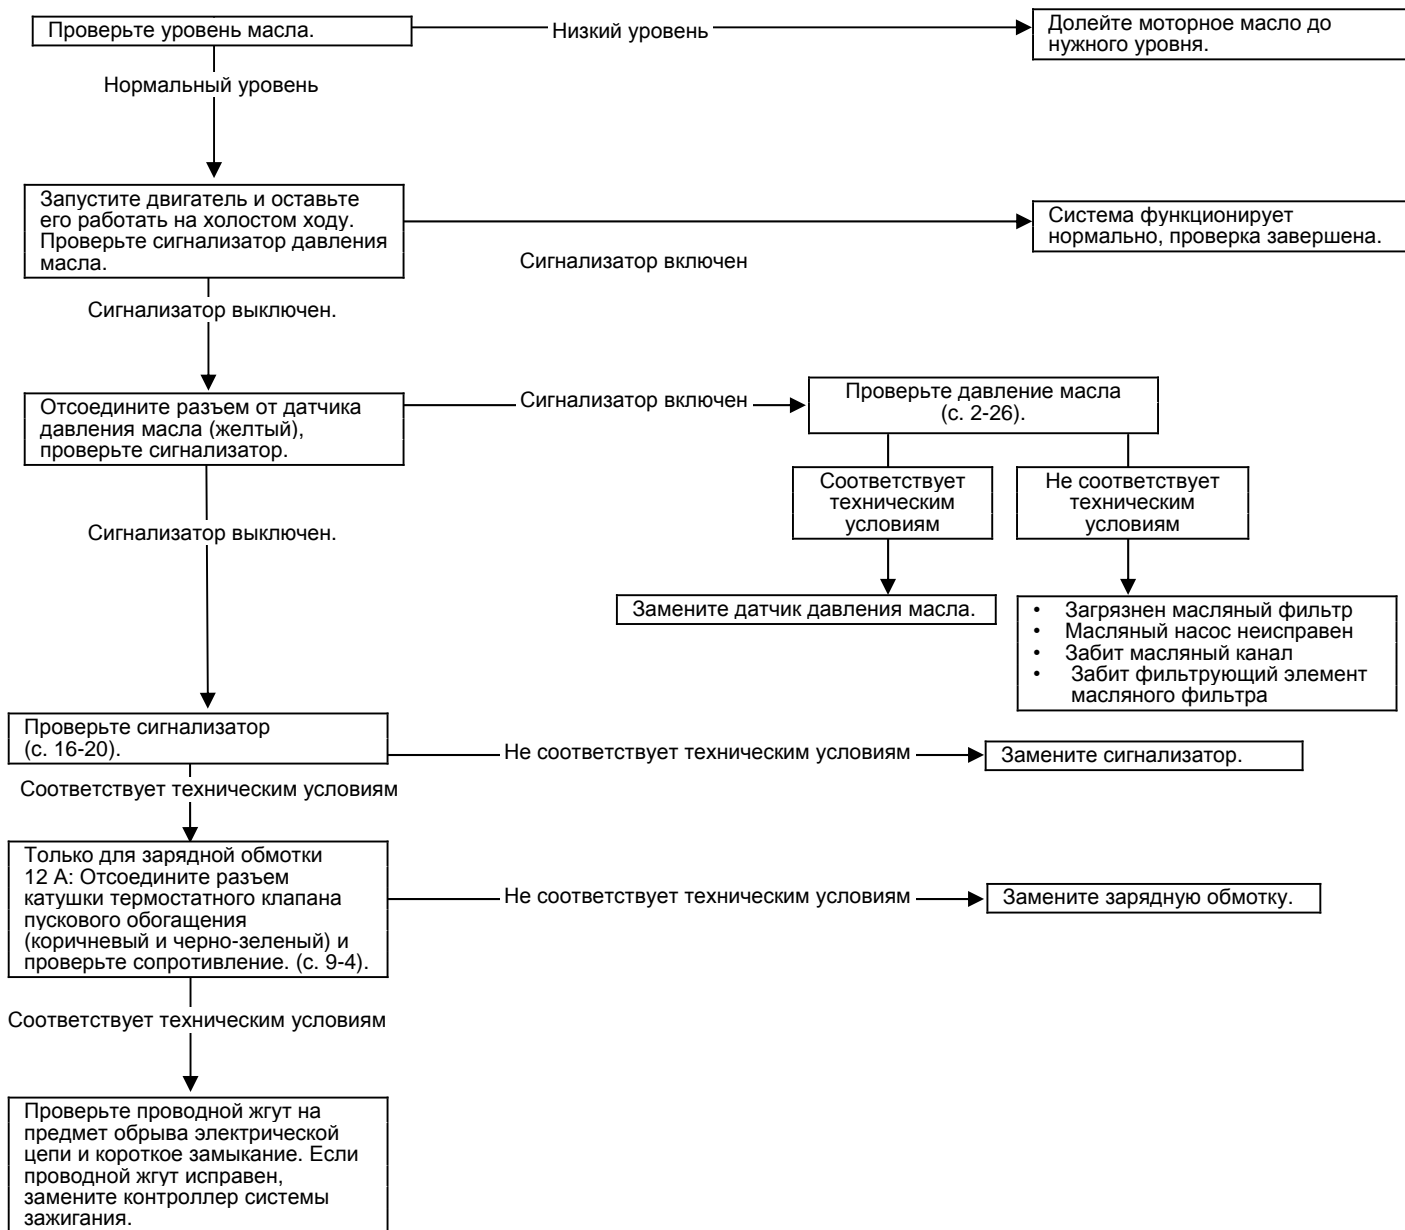 Проверьте уровень масла.
Низкий уровень
Долейте моторное масло до
нужного уровня.
Нормальный уровень
Запустите двигатель и оставьте
его работать на холостом ходу.
Проверьте сигнализатор давления
масла.
Сигнализатор включен
Система функционирует
нормально, проверка завершена.
Сигнализатор выключен.
Отсоедините разъем от датчика
давления масла (желтый),
проверьте сигнализатор.
Сигнализатор включен
Проверьте давление масла
(с. 2-26).
Соответствует
техническим
условиям
Не соответствует
техническим
условиям
Сигнализатор выключен.
Замените датчик давления масла.
• Загрязнен масляный фильтр
• Масляный насос неисправен
• Забит масляный канал
• Забит фильтрующий элемент
масляного фильтра
Проверьте сигнализатор
(с. 16-20).
Не соответствует техническим условиям
Замените сигнализатор.
Соответствует техническим условиям
Только для зарядной обмотки
12 А: Отсоедините разъем
катушки термостатного клапана
пускового обогащения
(коричневый и черно-зеленый) и
проверьте сопротивление. (с. 9-4).
Не соответствует техническим условиям
Замените зарядную обмотку.
Соответствует техническим условиям
Проверьте проводной жгут на
предмет обрыва электрической
цепи и короткое замыкание. Если
проводной жгут исправен,
замените контроллер системы
зажигания.